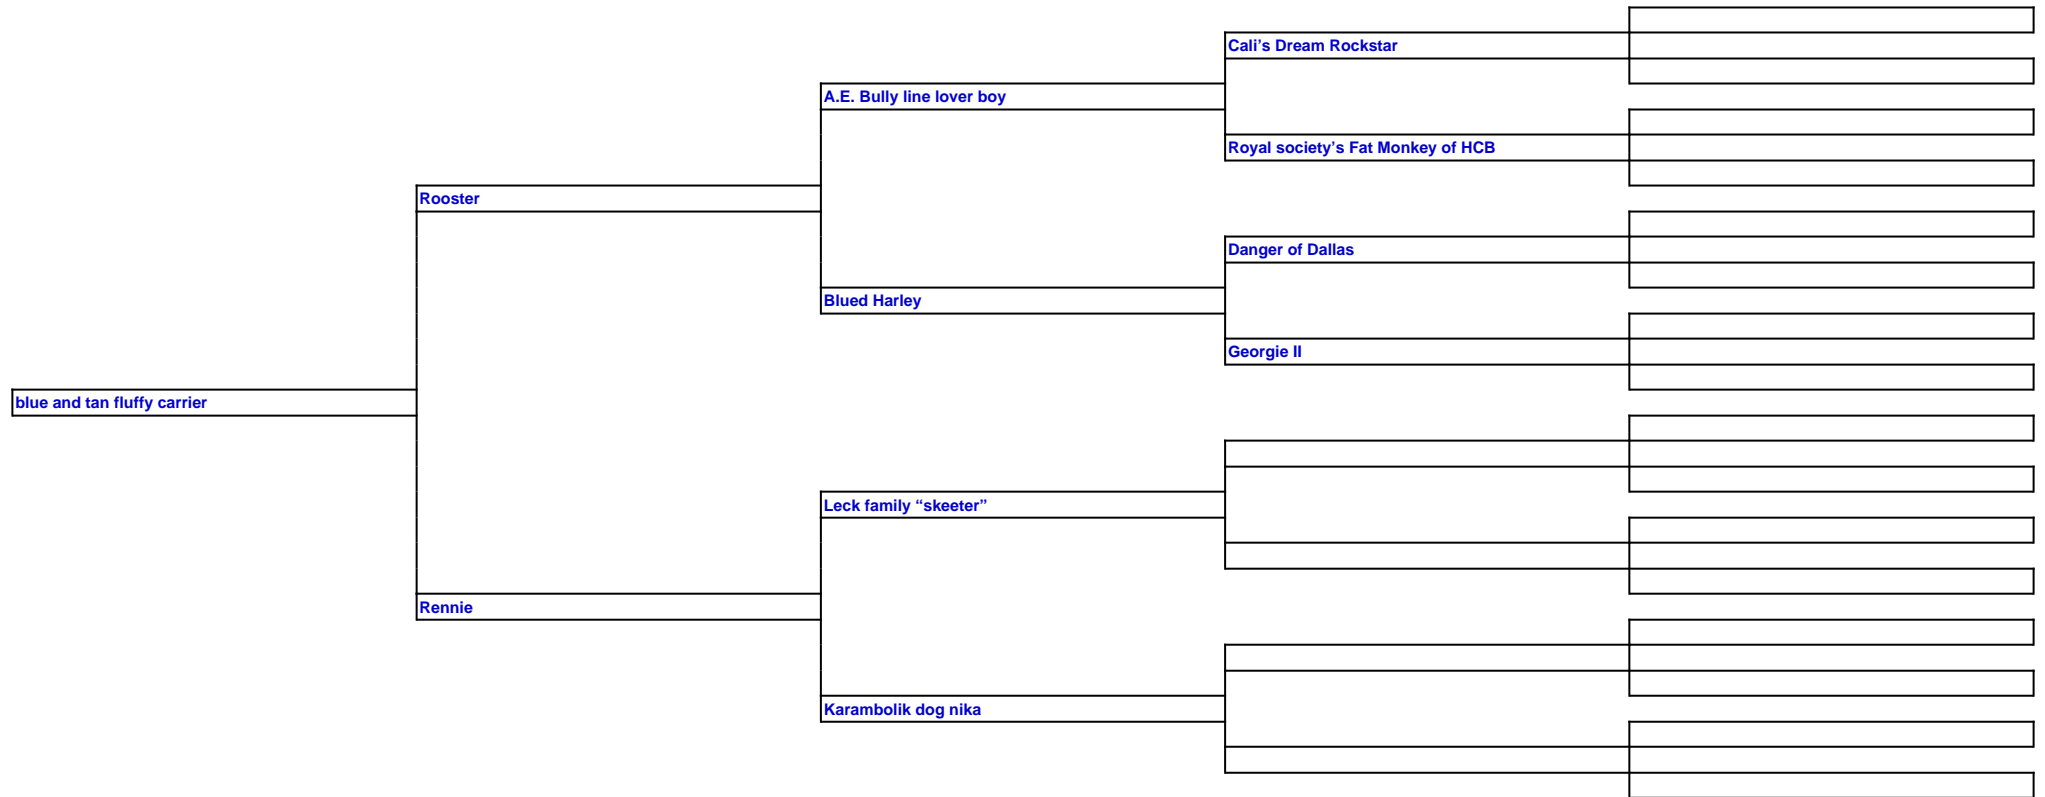 Cali’s Dream Rockstar
A.E. Bully line lover boy
Royal society’s Fat Monkey of HCB
Rooster
Danger of Dallas
Blued Harley
Georgie II
blue and tan fluffy carrier
Leck family “skeeter”
Rennie
Karambolik dog nika